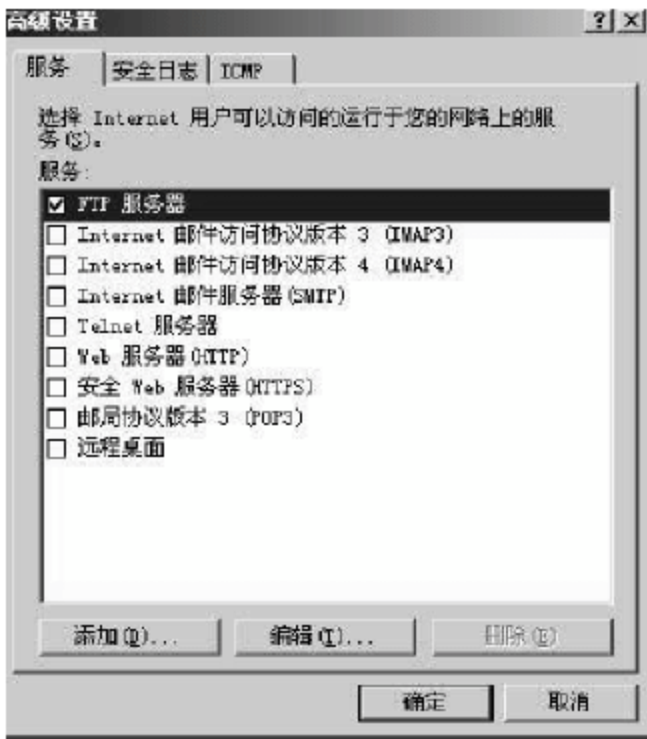 高级设置
服务 安全日志 ICMP
选择 Internet 用户可以访问的运行于您的网络上的服
务(S)。
服务:
FTP 服务器
Internet 邮件访问协议版本 3 (IMAP3)
Internet 邮件访问协议版本 4 (IMAP4)
Internet 邮件服务器(SMTP)
Telnet 服务器
Web 服务器(HTTP)
安全 Web 服务器(HTTPS)
邮局协议版本 3 (POP3)
远程桌面
添加(D)... 编辑(I)... 删除(E)
确定 取消